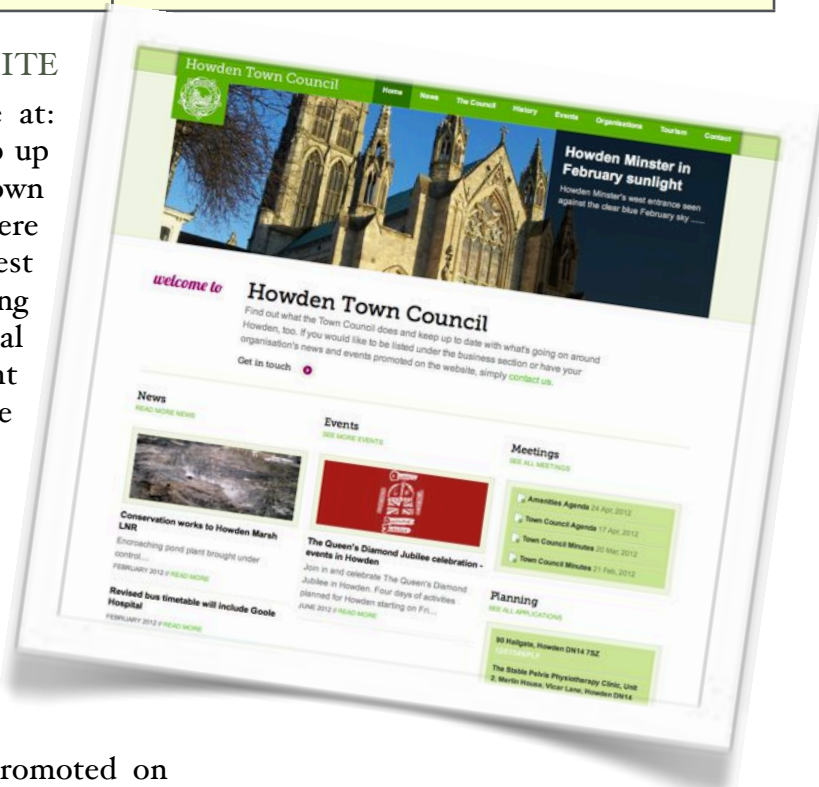 ITE
at:
up
own
ere
est
ng
al
nt
e
Howden Town Council
Home News The Council History Events Organisations Tourism Contact
Howden Minster in
February sunlight
Howden Minster's west entrance seen
against the clear blue February sky ......
welcome to
Howden Town Council
Find out what the Town Council does and keep up to date with what's going on around
Howden, too. If you would like to be listed under the business section or have your
organisation's news and events promoted on the website, simply contact us.
Get in touch
News
READ MORE NEWS
Conservation works to Howden Marsh
LNR
Encroaching pond plant brought under
control....
FEBRUARY 2012 // READ MORE
Revised bus timetable will include Goole
Hospital
FEBRUARY 2012 // READ MORE
Events
SEE MORE EVENTS
The Queen's Diamond Jubilee celebration -
events in Howden
Join in and celebrate The Queen's Diamond
Jubilee in Howden. Four days of activities
planned for Howden starting on Fri...
JUNE 2012 // READ MORE
Meetings
SEE ALL MEETINGS
Amenities Agenda 24 Apr, 2012
Town Council Agenda 17 Apr, 2012
Town Council Minutes 20 Mar, 2012
Town Council Minutes 21 Feb, 2012
Planning
SEE ALL APPLICATIONS
90 Hailgate, Howden DN14 7SZ
The Stable Pelvis Physiotherapy Clinic, Unit
2, Merlin House, Vicar Lane, Howden DN14
romoted on